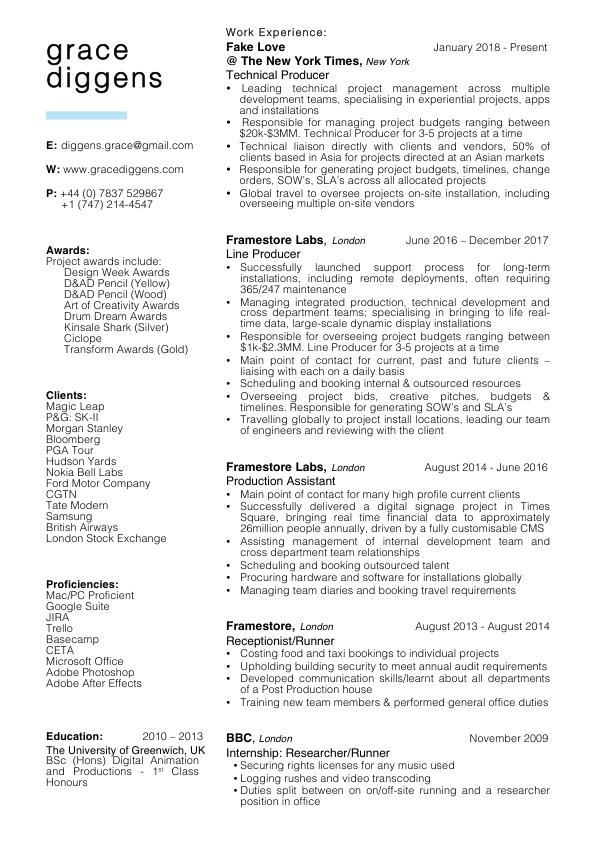 grace
diggens
E: diggens.grace@gmail.com
W: www.gracediggens.com
P: +44 (0) 7837 529867
+1 (747) 214-4547
Awards:
Project awards include:
Design Week Awards
D&AD Pencil (Yellow)
D&AD Pencil (Wood)
Art of Creativity Awards
Drum Dream Awards
Kinsale Shark (Silver)
Ciclope
Transform Awards (Gold)
Clients:
Magic Leap
P&G: SK-II
Morgan Stanley
Bloomberg
PGA Tour
Hudson Yards
Nokia Bell Labs
Ford Motor Company
CGTN
Tate Modern
Samsung
British Airways
London Stock Exchange
Proficiencies:
Mac/PC Proficient
Google Suite
JIRA
Trello
Basecamp
CETA
Microsoft Office
Adobe Photoshop
Adobe After Effects
Education: 2010 – 2013
The University of Greenwich, UK
BSc (Hons) Digital Animation
and Productions - 1st Class
Honours
Work Experience:
Fake Love January 2018 - Present
@ The New York Times, New York
Technical Producer
• Leading technical project management across multiple
development teams, specialising in experiential projects, apps
and installations
• Responsible for managing project budgets ranging between
$20k-$3MM. Technical Producer for 3-5 projects at a time
• Technical liaison directly with clients and vendors, 50% of
clients based in Asia for projects directed at an Asian markets
• Responsible for generating project budgets, timelines, change
orders, SOW's, SLA's across all allocated projects
• Global travel to oversee projects on-site installation, including
overseeing multiple on-site vendors
Framestore Labs, London June 2016 – December 2017
Line Producer
• Successfully launched support process for long-term
installations, including remote deployments, often requiring
365/247 maintenance
• Managing integrated production, technical development and
cross department teams; specialising in bringing to life real-
time data, large-scale dynamic display installations
• Responsible for overseeing project budgets ranging between
$1k-$2.3MM. Line Producer for 3-5 projects at a time
• Main point of contact for current, past and future clients –
liaising with each on a daily basis
• Scheduling and booking internal & outsourced resources
• Overseeing project bids, creative pitches, budgets &
timelines. Responsible for generating SOW's and SLA's
• Travelling globally to project install locations, leading our team
of engineers and reviewing with the client
Framestore Labs, London August 2014 - June 2016
Production Assistant
• Main point of contact for many high profile current clients
• Successfully delivered a digital signage project in Times
Square, bringing real time financial data to approximately
26million people annually, driven by a fully customisable CMS
• Assisting management of internal development team and
cross department team relationships
• Scheduling and booking outsourced talent
• Procuring hardware and software for installations globally
• Managing team diaries and booking travel requirements
Framestore, London August 2013 - August 2014
Receptionist/Runner
• Costing food and taxi bookings to individual projects
• Upholding building security to meet annual audit requirements
• Developed communication skills/learnt about all departments
of a Post Production house
• Training new team members & performed general office duties
BBC, London November 2009
Internship: Researcher/Runner
• Securing rights licenses for any music used
• Logging rushes and video transcoding
• Duties split between on on/off-site running and a researcher
position in office